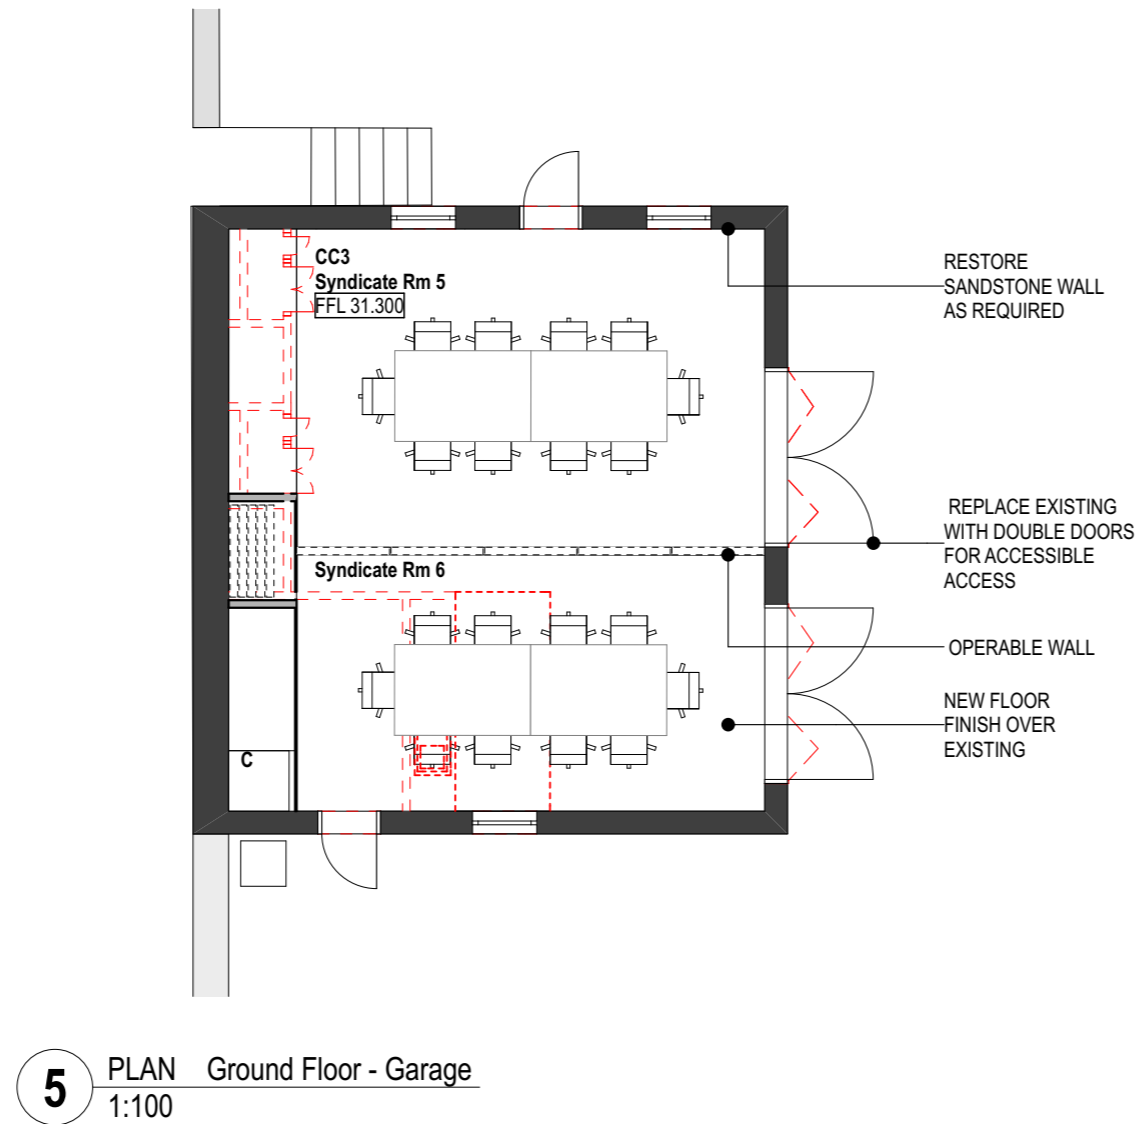 CC3
Syndicate Rm 5
FFL 31.300
RESTORE
SANDSTONE WALL
AS REQUIRED
REPLACE EXISTING
WITH DOUBLE DOORS
FOR ACCESSIBLE
ACCESS
Syndicate Rm 6
OPERABLE WALL
NEW FLOOR
FINISH OVER
EXISTING
C
5
PLAN Ground Floor - Garage
1:100